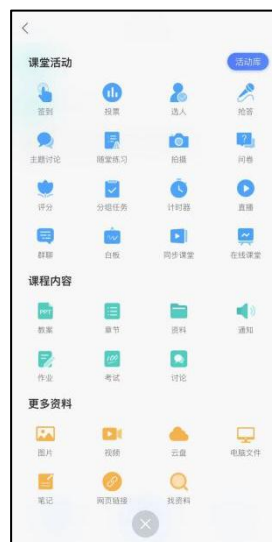 课堂活动 活动库
签到 投票 选人 抢答
主题讨论 随堂练习 拍摄 问卷
评分 分组任务 计时器 直播
群聊 白板 同步课堂 在线课堂
课程内容
PPT
教案 章节 资料 通知
100
作业 考试 讨论
更多资料
图片 视频 云盘 电脑文件
笔记 网页链接 找资料